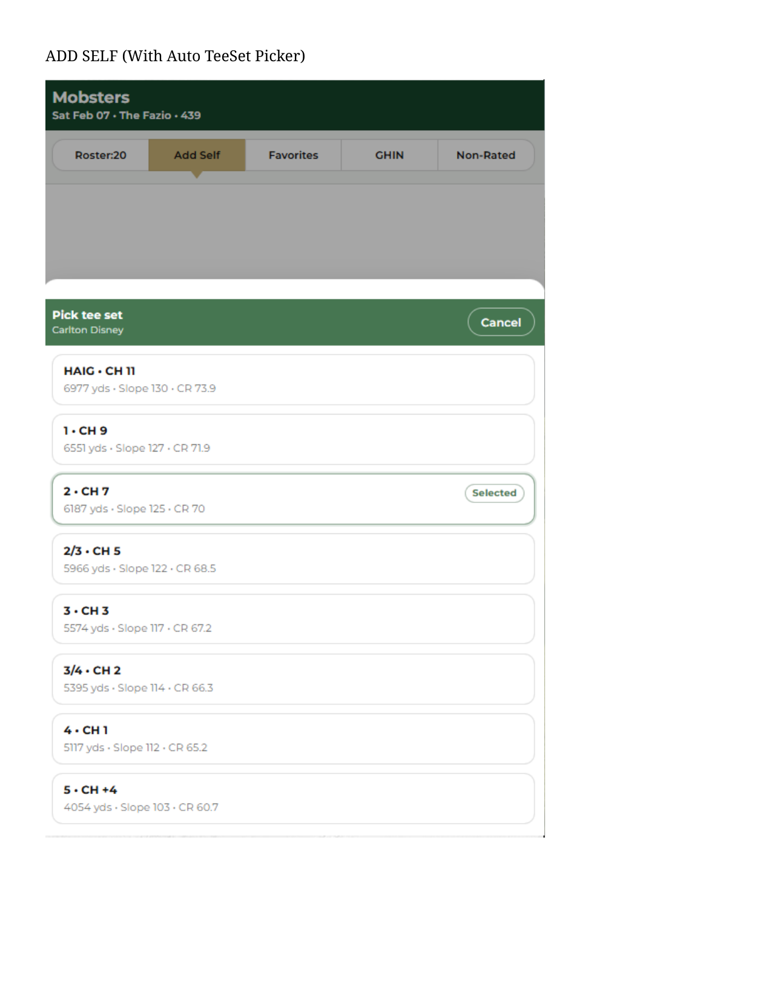 ADD SELF (With Auto TeeSet Picker)
Mobsters
Sat Feb 07 • The Fazio • 439
Roster:20 Add Self Favorites GHIN Non-Rated
Pick tee set
Carlton Disney
Cancel
HAIG • CH 11
6977 yds • Slope 130 • CR 73.9
1 • CH 9
6551 yds • Slope 127 • CR 71.9
2 • CH 7
Selected
6187 yds • Slope 125 • CR 70
2/3 • CH 5
5966 yds • Slope 122 • CR 68.5
3 • CH 3
5574 yds • Slope 117 • CR 67.2
3/4 • CH 2
5395 yds • Slope 114 • CR 66.3
4 • CH 1
5117 yds • Slope 112 • CR 65.2
5 • CH +4
4054 yds • Slope 103 • CR 60.7